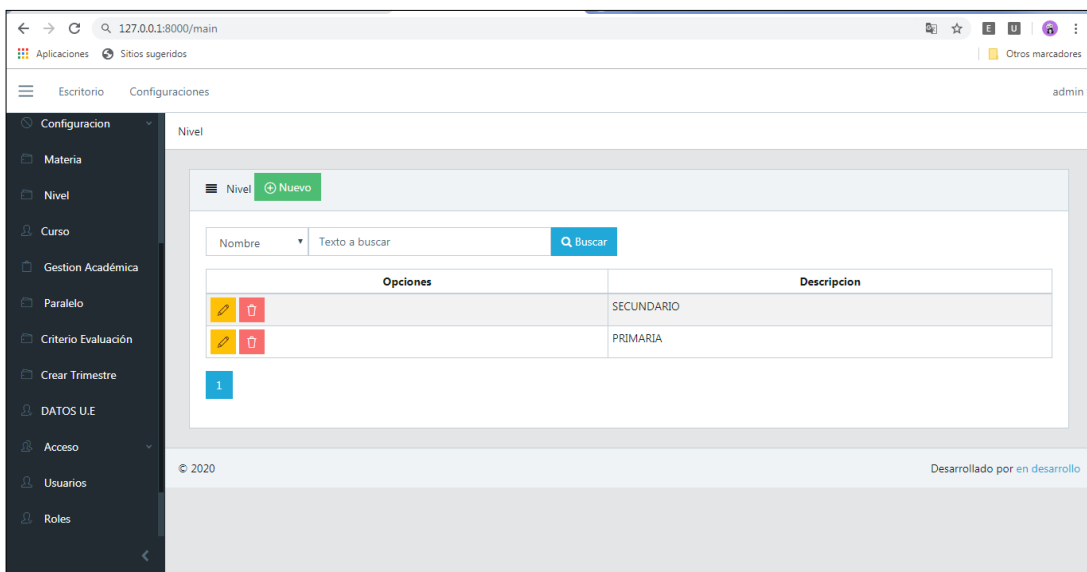 127.0.0.1:8000/main
E U
Aplicaciones Sitios sugeridos Otros marcadores
Escritorio Configuraciones admin
Configuracion
Materia
Nivel
Curso
Gestion Académica
Paralelo
Criterio Evaluación
Crear Trimestre
DATOS U.E
Acceso
Usuarios
Roles
Nivel
Nivel Nuevo
Nombre Texto a buscar Buscar
Opciones Descripcion
SECUNDARIO
PRIMARIA
1
© 2020 Desarrollado por en desarrollo